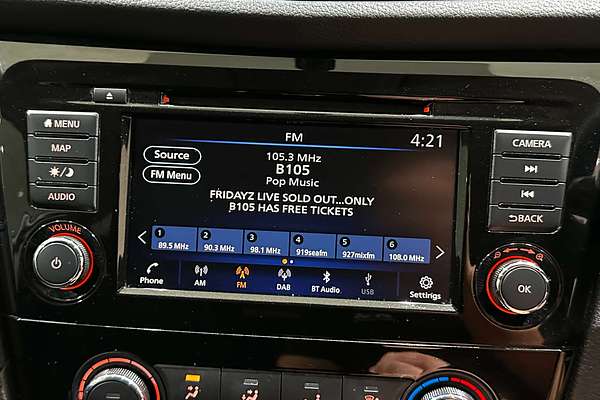 MENU
MAP
AUDIO
VOLUME
FM
4:21
Source
FM Menu
105.3 MHz
B105
Pop Music
FRIDAYZ LIVE SOLD OUT...ONLY
B105 HAS FREE TICKETS
1 2 3 4 5 6
89.5 MHz 90.3 MHz 98.1 MHz 919seafm 927mixfm 108.0 MHz
Phone AM FM DAB BT Audio USB Settings
CAMERA
BACK
OK